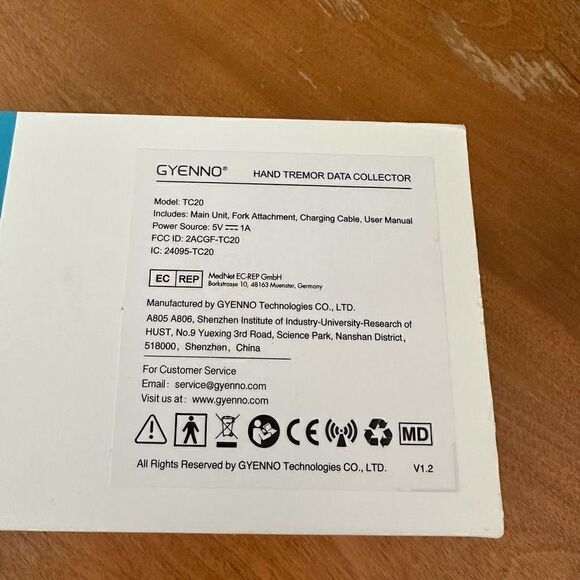 GYENNO® HAND TREMOR DATA COLLECTOR
Model: TC20
Includes: Main Unit, Fork Attachment, Charging Cable, User Manual
Power Source: 5V⎓1A
FCC ID: 2ACGF-TC20
IC: 24095-TC20
EC REP MedNet EC-REP GmbH
Borkstrasse 10, 48163 Muenster, Germany
Manufactured by GYENNO Technologies CO., LTD.
A805 A806, Shenzhen Institute of Industry-University-Research of
HUST, No.9 Yuexing 3rd Road, Science Park, Nanshan District,
518000, Shenzhen, China
For Customer Service
Email: service@gyenno.com
Visit us at: www.gyenno.com
CE MD
All Rights Reserved by GYENNO Technologies CO., LTD. V1.2